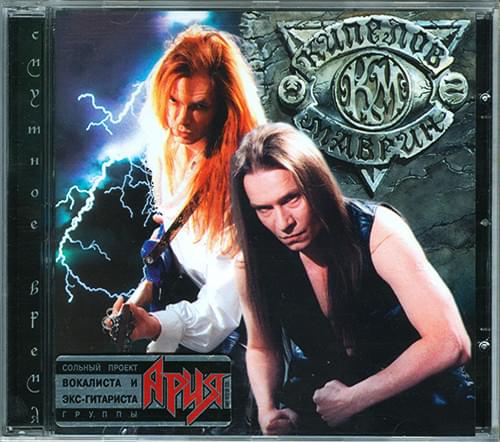 смутное время
КИПЕЛОВ
КМ
МАВРИН
СОЛЬНЫЙ ПРОЕКТ
ВОКАЛИСТА И
ЭКС-ГИТАРИСТА
ГРУППЫ
АРИЯ